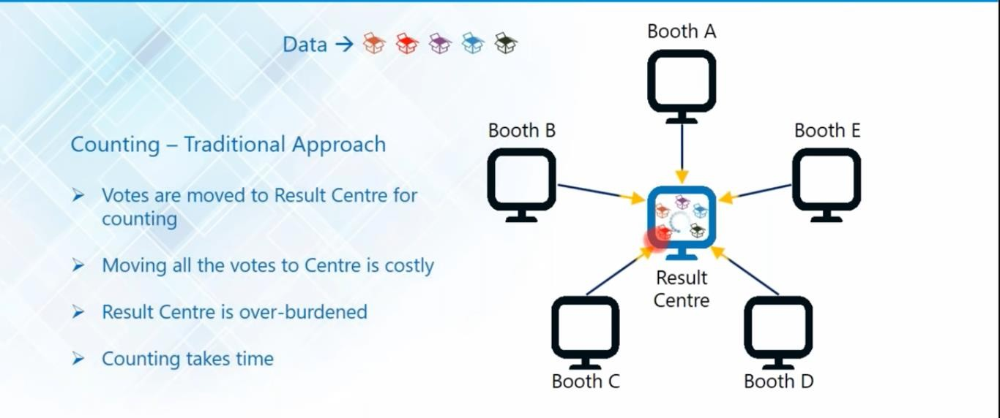 Data →
Booth A
Booth B
Booth E
Counting – Traditional Approach
➢ Votes are moved to Result Centre for
counting
➢ Moving all the votes to Centre is costly
➢ Result Centre is over-burdened
➢ Counting takes time
Result
Centre
Booth C
Booth D